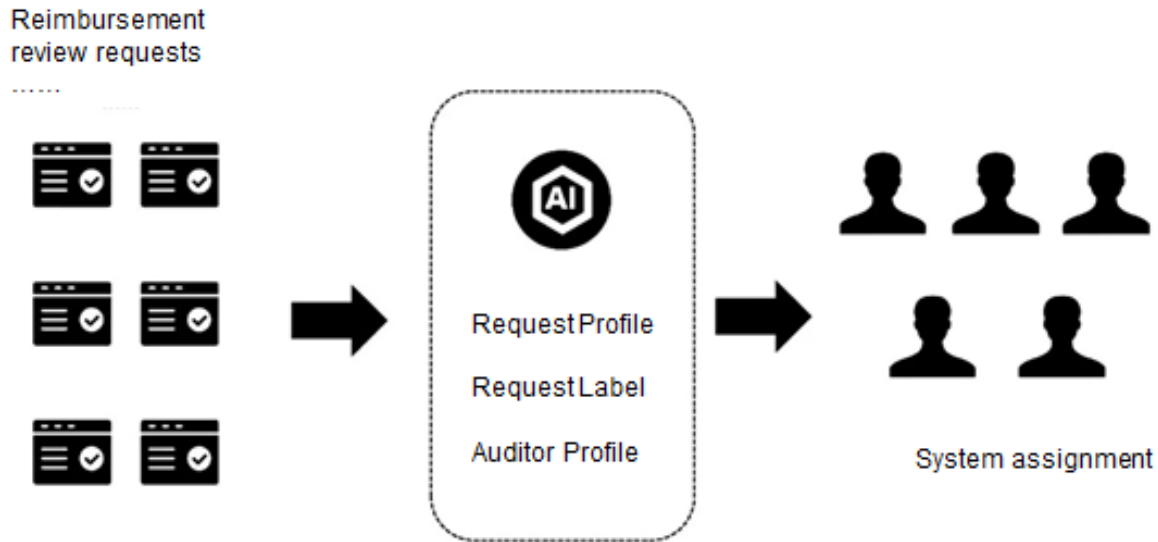 Reimbursement
review requests
......
......
AI
Request Profile
Request Label
Auditor Profile
System assignment